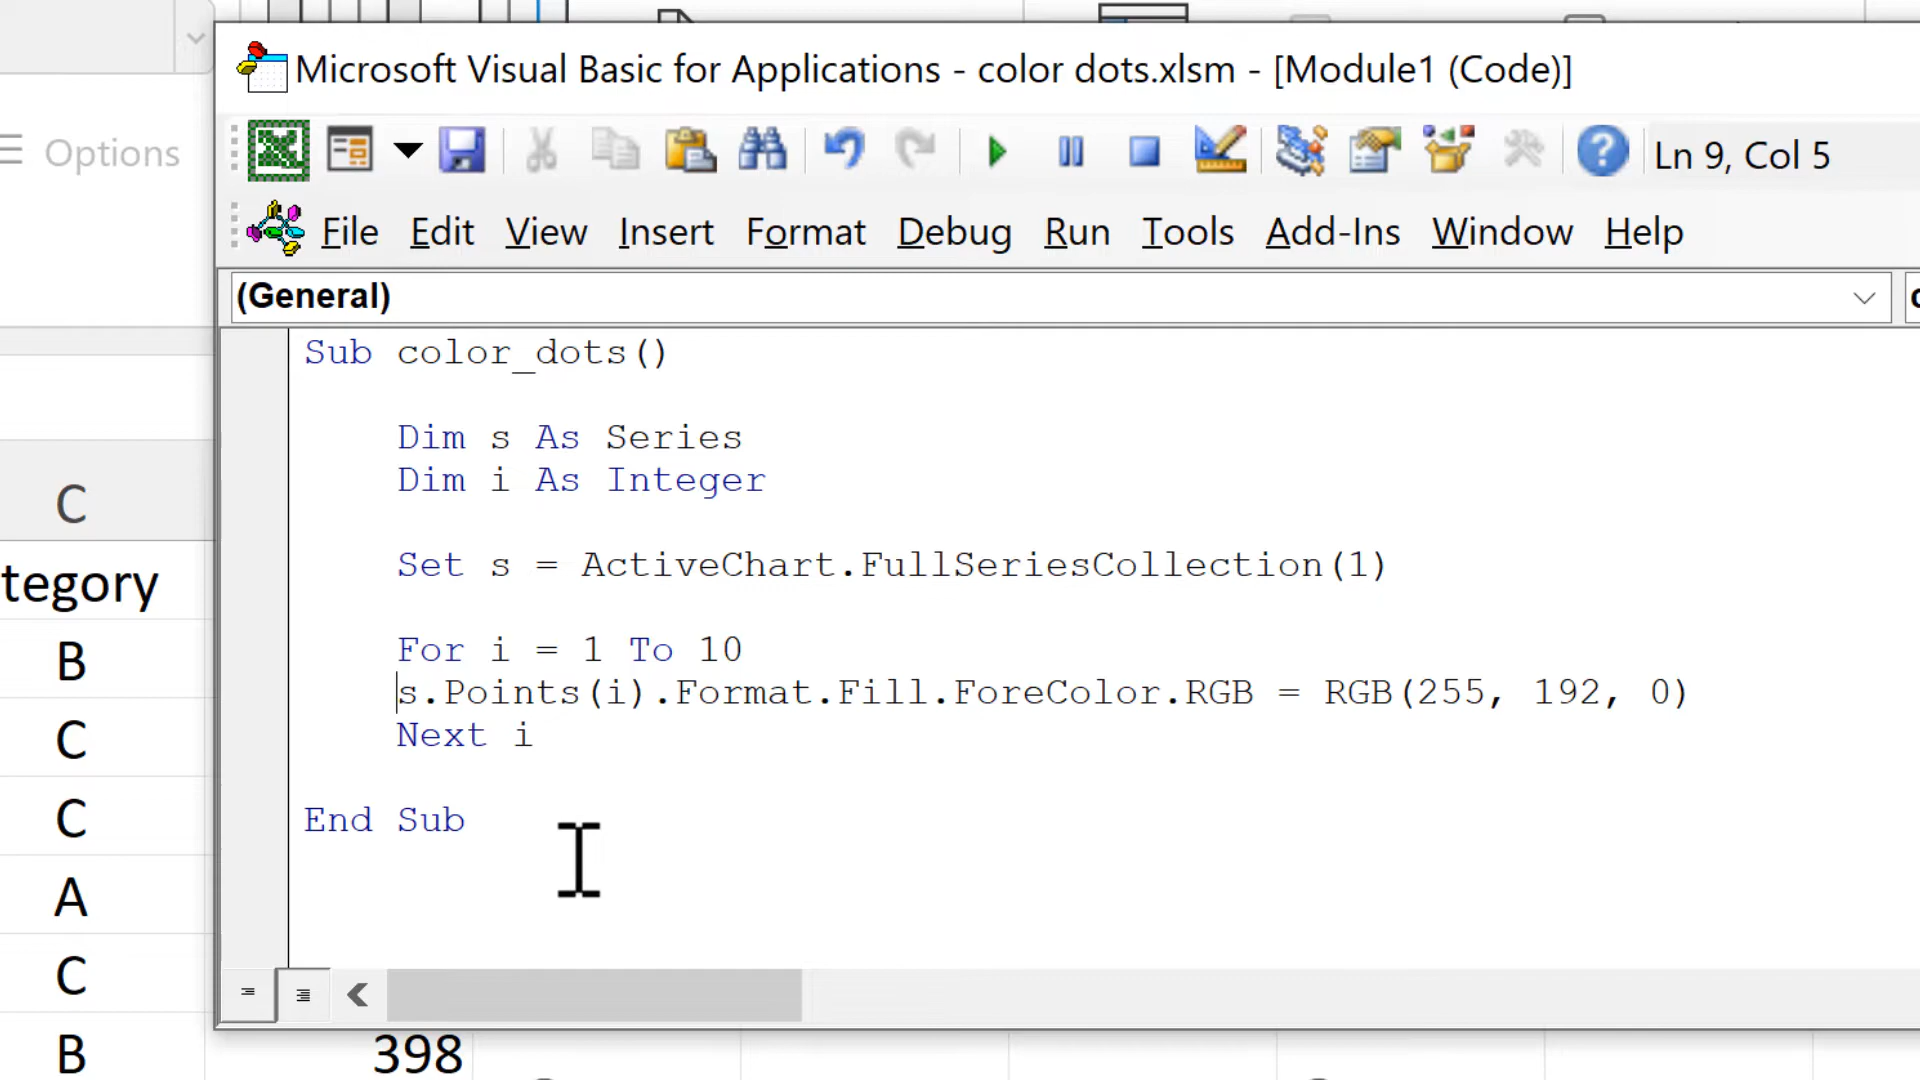 Microsoft Visual Basic for Applications - color dots.xlsm - [Module1 (Code)]
Options
Ln 9, Col 5
File Edit View Insert Format Debug Run Tools Add-Ins Window Help
(General)
Sub color_dots()
Dim s As Series
Dim i As Integer
Set s = ActiveChart.FullSeriesCollection(1)
For i = 1 To 10
s.Points(i).Format.Fill.ForeColor.RGB = RGB(255, 192, 0)
Next i
End Sub
C
tegory
B
C
C
A
C
B 398